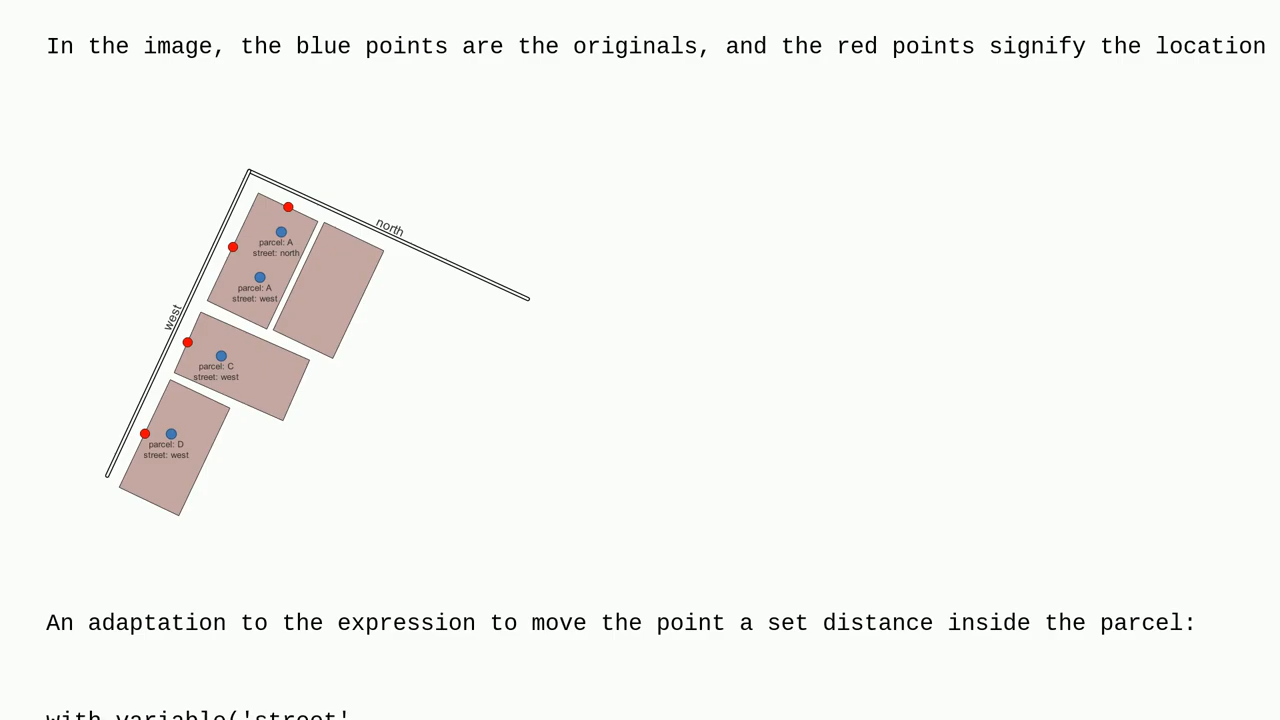 In the image, the blue points are the originals, and the red points signify the location
north
parcel: A
street: north
parcel: A
street: west
west
parcel: C
street: west
parcel: D
street: west
An adaptation to the expression to move the point a set distance inside the parcel:
with_variable('street',